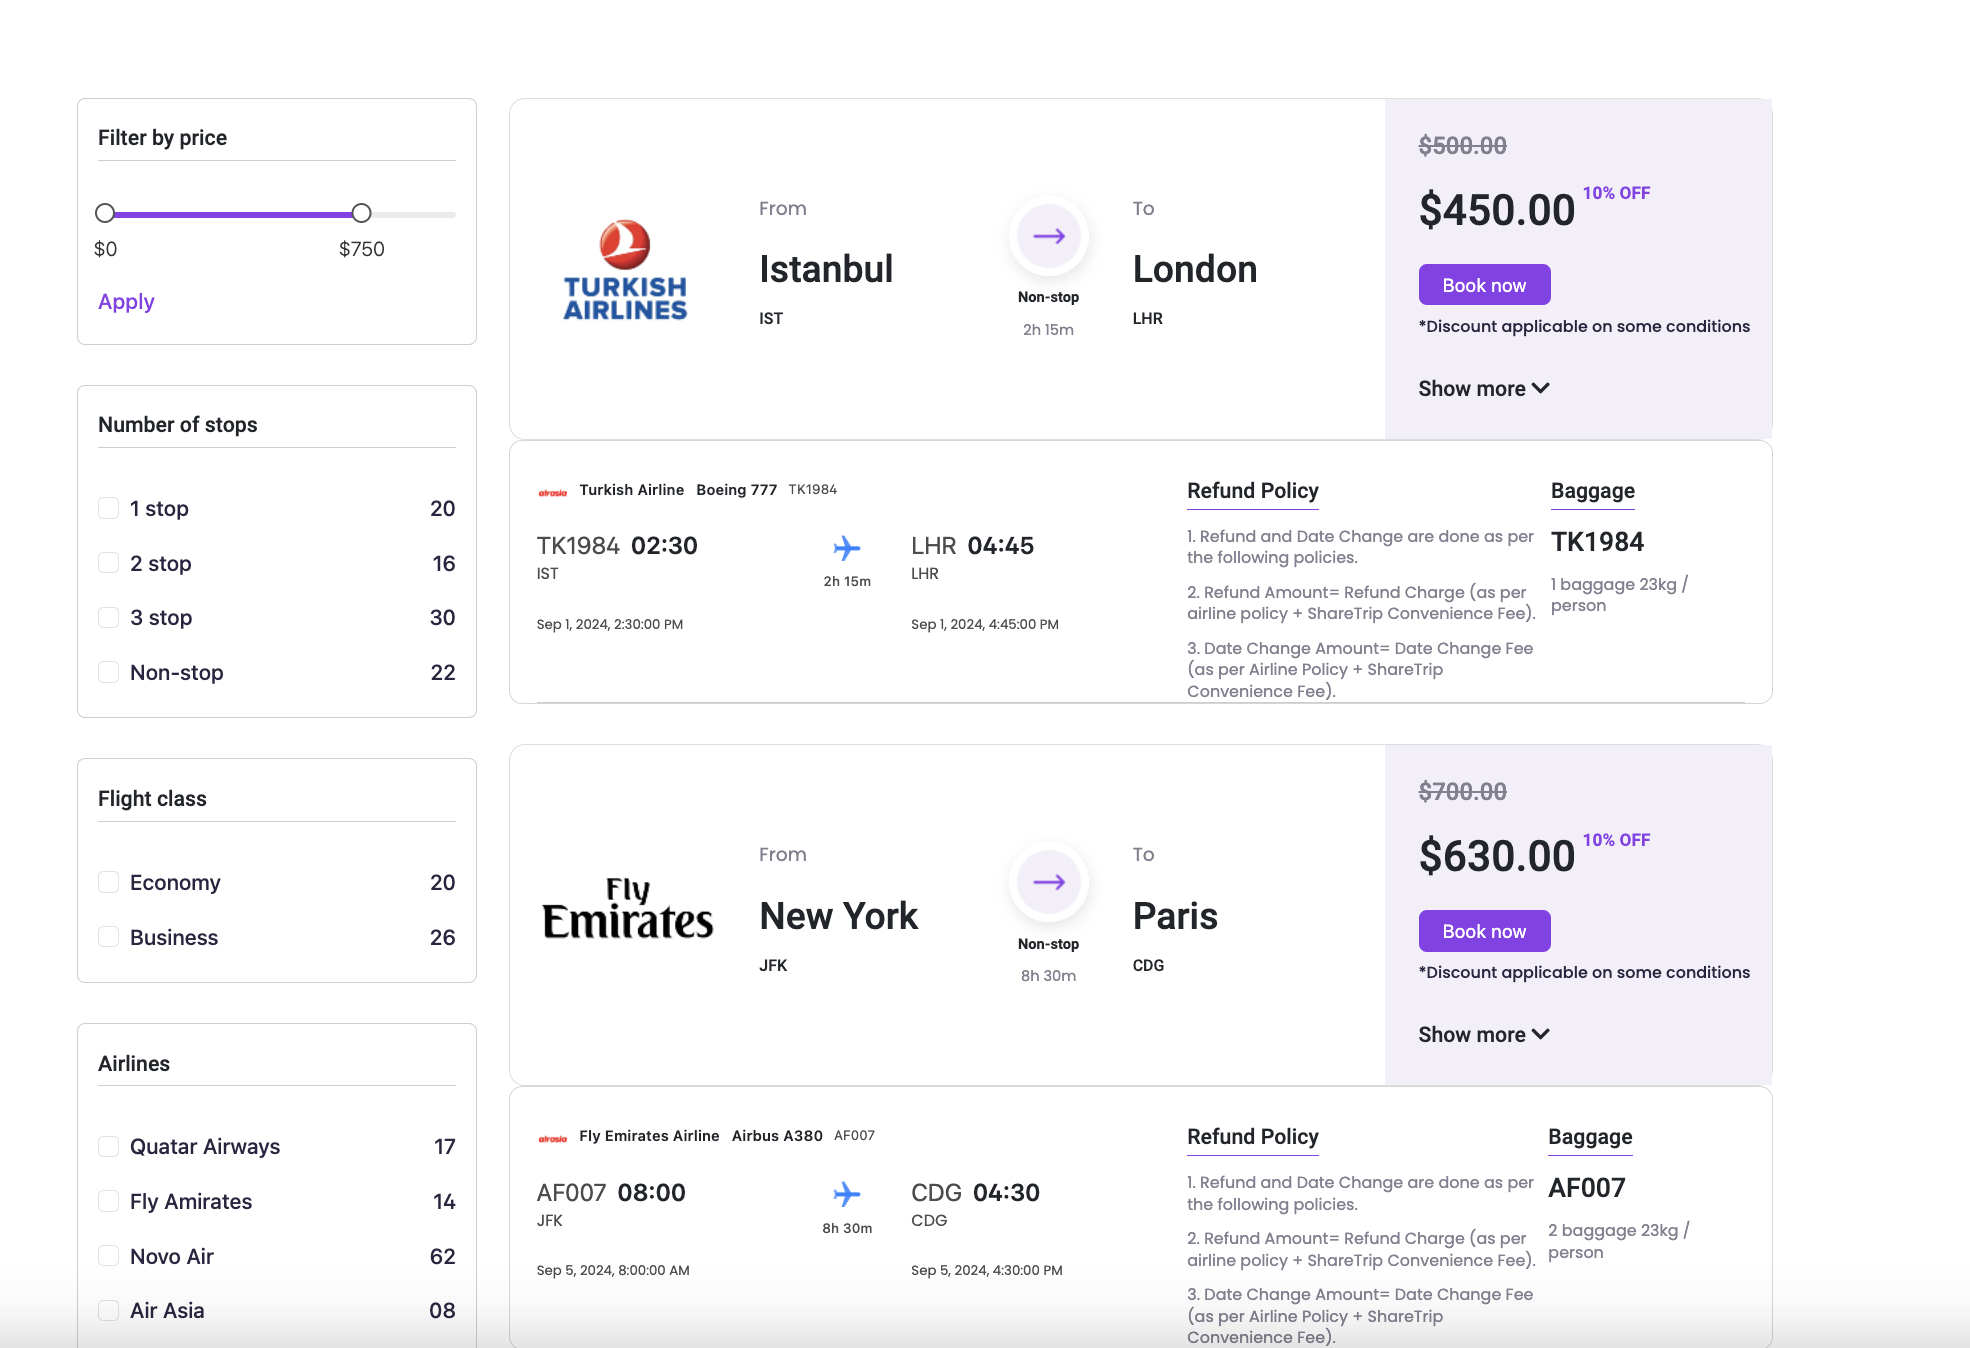 Filter by price
$0 $750
Apply
Number of stops
1 stop 20
2 stop 16
3 stop 30
Non-stop 22
Flight class
Economy 20
Business 26
Airlines
Quatar Airways 17
Fly Amirates 14
Novo Air 62
Air Asia 08
TURKISH
AIRLINES
From
Istanbul
IST
Non-stop
2h 15m
To
London
LHR
$500.00
$450.00 10% OFF
Book now
*Discount applicable on some conditions
Show more
airasia Turkish Airline Boeing 777 TK1984
TK1984 02:30
IST
2h 15m
LHR 04:45
LHR
Sep 1, 2024, 2:30:00 PM
Sep 1, 2024, 4:45:00 PM
Refund Policy
1. Refund and Date Change are done as per
the following policies.
2. Refund Amount= Refund Charge (as per
airline policy + ShareTrip Convenience Fee).
3. Date Change Amount= Date Change Fee
(as per Airline Policy + ShareTrip
Convenience Fee).
Baggage
TK1984
1 baggage 23kg /
person
Fly
Emirates
From
New York
JFK
Non-stop
8h 30m
To
Paris
CDG
$700.00
$630.00 10% OFF
Book now
*Discount applicable on some conditions
Show more
airasia Fly Emirates Airline Airbus A380 AF007
AF007 08:00
JFK
8h 30m
CDG 04:30
CDG
Sep 5, 2024, 8:00:00 AM
Sep 5, 2024, 4:30:00 PM
Refund Policy
1. Refund and Date Change are done as per
the following policies.
2. Refund Amount= Refund Charge (as per
airline policy + ShareTrip Convenience Fee).
3. Date Change Amount= Date Change Fee
(as per Airline Policy + ShareTrip
Convenience Fee).
Baggage
AF007
2 baggage 23kg /
person